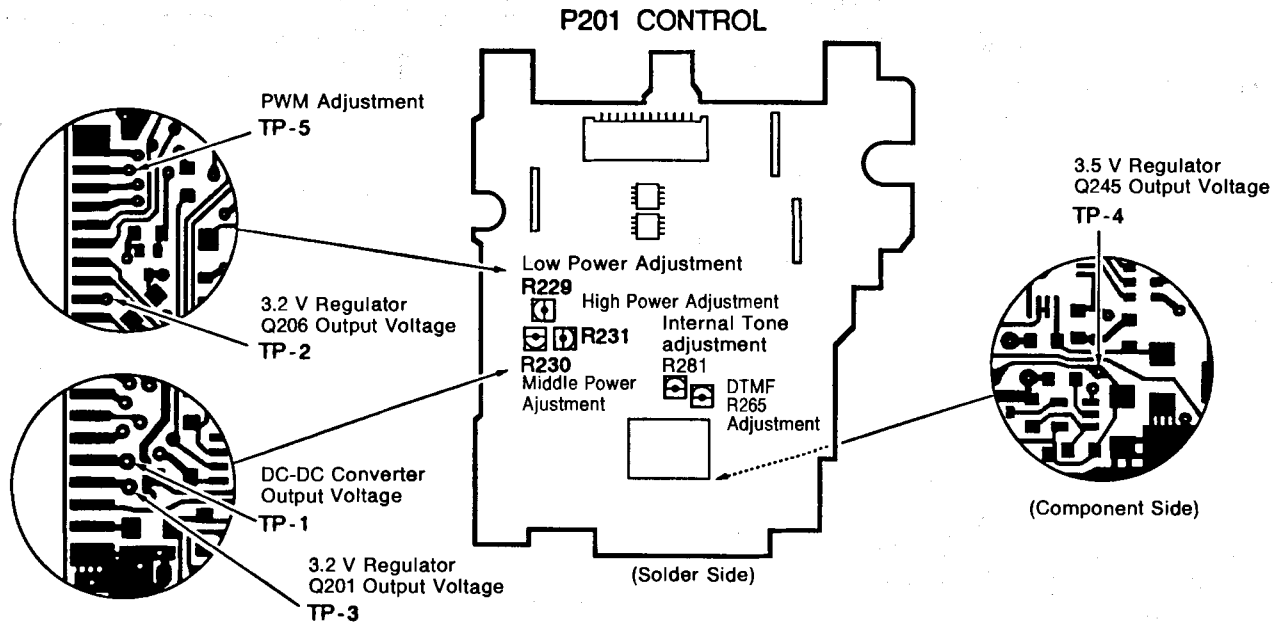 P201 CONTROL
PWM Adjustment
TP-5
3.2 V Regulator
Q206 Output Voltage
TP-2
DC-DC Converter
Output Voltage
TP-1
3.2 V Regulator
Q201 Output Voltage
TP-3
Low Power Adjustment
R229
High Power Adjustment
R231
R230
Middle Power
Ajustment
Internal Tone
adjustment
R281
DTMF
R265
Adjustment
(Solder Side)
3.5 V Regulator
Q245 Output Voltage
TP-4
(Component Side)